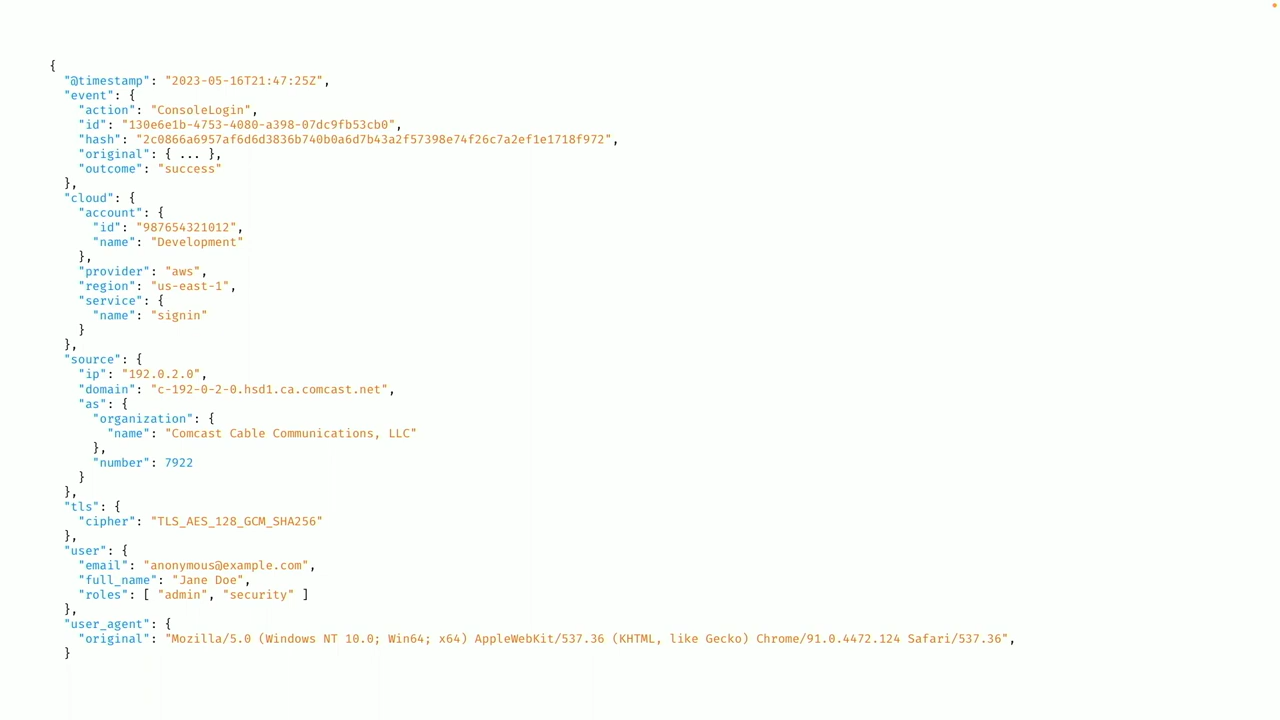 {
  "@timestamp": "2023-05-16T21:47:25Z",
  "event": {
    "action": "ConsoleLogin",
    "id": "130e6e1b-4753-4080-a398-07dc9fb53cb0",
    "hash": "2c0866a6957af6d6d3836b740b0a6d7b43a2f57398e74f26c7a2ef1e1718f972",
    "original": { ... },
    "outcome": "success"
  },
  "cloud": {
    "account": {
      "id": "987654321012",
      "name": "Development"
    },
    "provider": "aws",
    "region": "us-east-1",
    "service": {
      "name": "signin"
    }
  },
  "source": {
    "ip": "192.0.2.0",
    "domain": "c-192-0-2-0.hsd1.ca.comcast.net",
    "as": {
      "organization": {
        "name": "Comcast Cable Communications, LLC"
      },
      "number": 7922
    }
  },
  "tls": {
    "cipher": "TLS_AES_128_GCM_SHA256"
  },
  "user": {
    "email": "anonymous@example.com",
    "full_name": "Jane Doe",
    "roles": [ "admin", "security" ]
  },
  "user_agent": {
    "original": "Mozilla/5.0 (Windows NT 10.0; Win64; x64) AppleWebKit/537.36 (KHTML, like Gecko) Chrome/91.0.4472.124 Safari/537.36",
  }